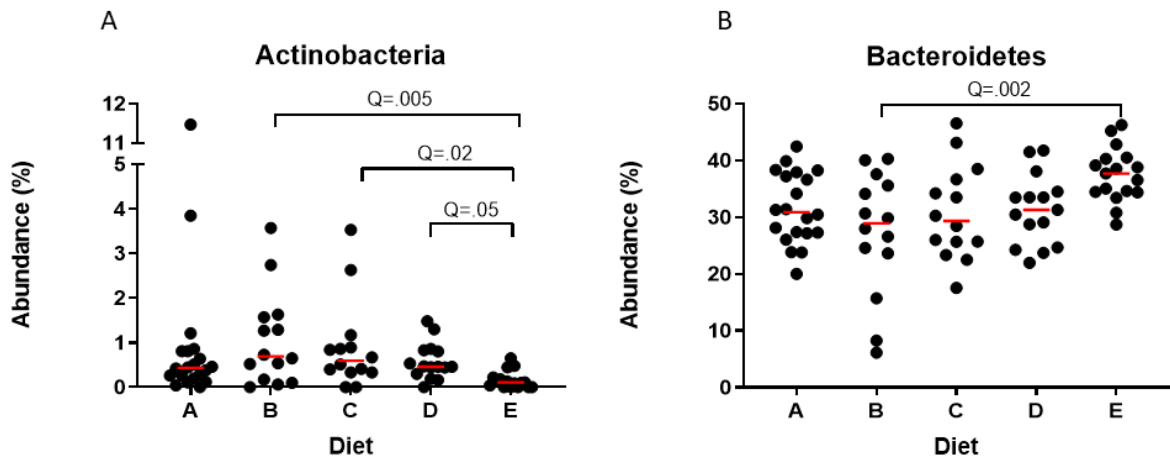 A
Actinobacteria
Q=.005
Q=.02
Q=.05
Abundance (%)
12
11
5
4
3
2
1
0
A B C D E
Diet
B
Bacteroidetes
Q=.002
Abundance (%)
50
40
30
20
10
0
A B C D E
Diet